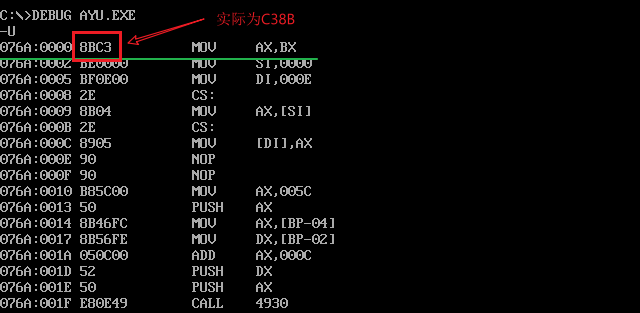 C:\>DEBUG AYU.EXE
实际为C38B
-U
076A:0000 8BC3 MOV AX,BX
076A:0002 BE0000 MOV SI,0000
076A:0005 BF0E00 MOV DI,000E
076A:0008 2E CS:
076A:0009 8B04 MOV AX,[SI]
076A:000B 2E CS:
076A:000C 8905 MOV [DI],AX
076A:000E 90 NOP
076A:000F 90 NOP
076A:0010 B85C00 MOV AX,005C
076A:0013 50 PUSH AX
076A:0014 8B46FC MOV AX,[BP-04]
076A:0017 8B56FE MOV DX,[BP-02]
076A:001A 050C00 ADD AX,000C
076A:001D 52 PUSH DX
076A:001E 50 PUSH AX
076A:001F E80E49 CALL 4930